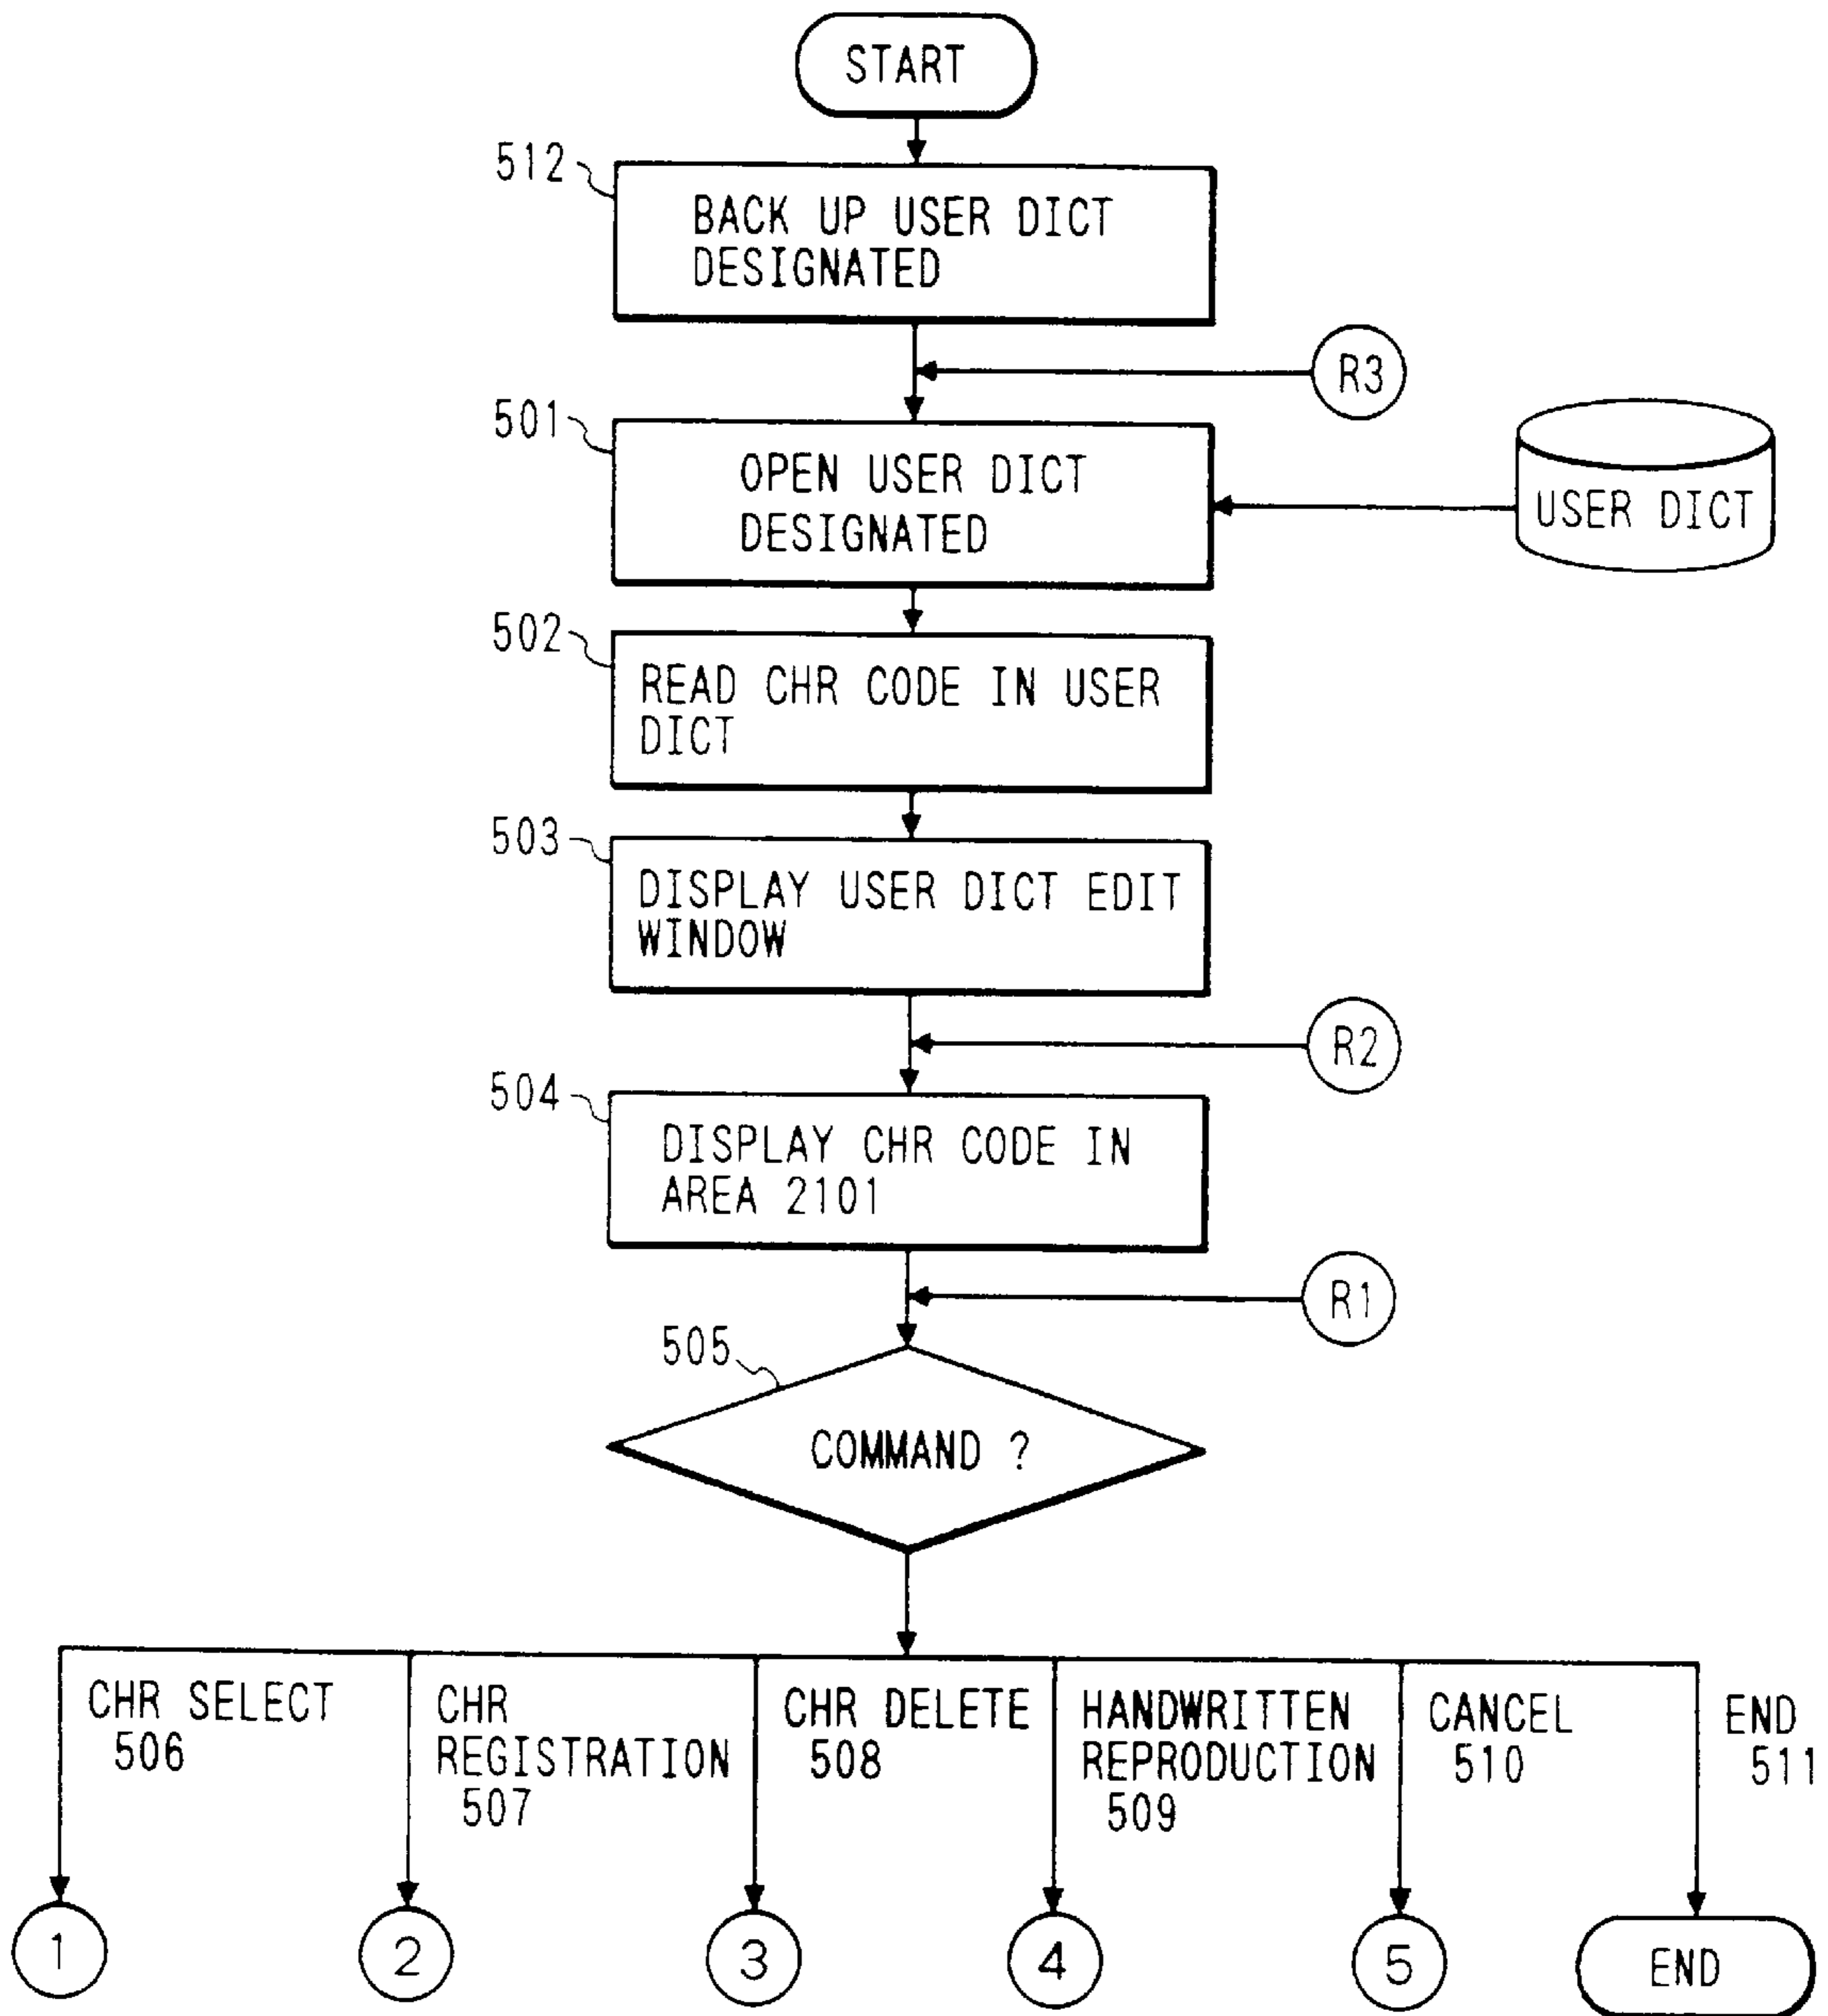 START
512
BACK UP USER DICT
DESIGNATED
R3
501
OPEN USER DICT
DESIGNATED
USER DICT
502
READ CHR CODE IN USER
DICT
503
DISPLAY USER DICT EDIT
WINDOW
R2
504
DISPLAY CHR CODE IN
AREA 2101
R1
505
COMMAND ?
CHR SELECT
506
CHR
REGISTRATION
507
CHR DELETE
508
HANDWRITTEN
REPRODUCTION
509
CANCEL
510
END
511
1
2
3
4
5
END